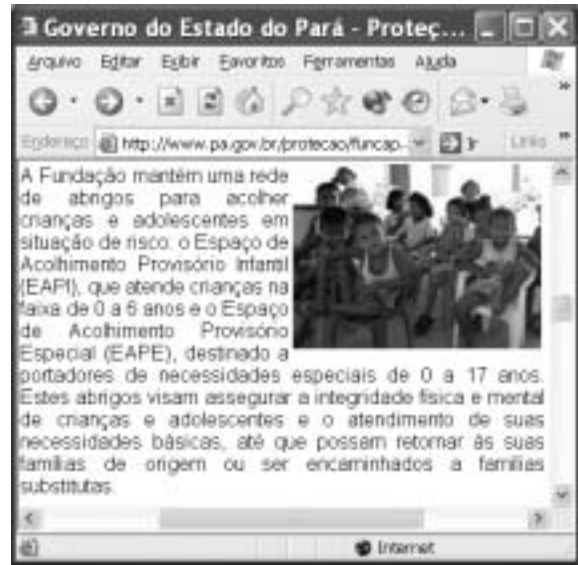 Governo do Estado do Pará - Proteç...
Arquivo Editar Exibir Favoritos Ferramentas Ajuda
Endereço http://www.pa.gov.br/protecao/funcap. Ir Links
A Fundação mantém uma rede
de abrigos para acolher
crianças e adolescentes em
situação de risco: o Espaço de
Acolhimento Provisório Infantil
(EAPI), que atende crianças na
faixa de 0 a 6 anos e o Espaço
de Acolhimento Provisório
Especial (EAPE), destinado a
portadores de necessidades especiais de 0 a 17 anos.
Estes abrigos visam assegurar a integridade física e mental
de crianças e adolescentes e o atendimento de suas
necessidades básicas, até que possam retornar às suas
famílias de origem ou ser encaminhados a famílias
substitutas.
Internet